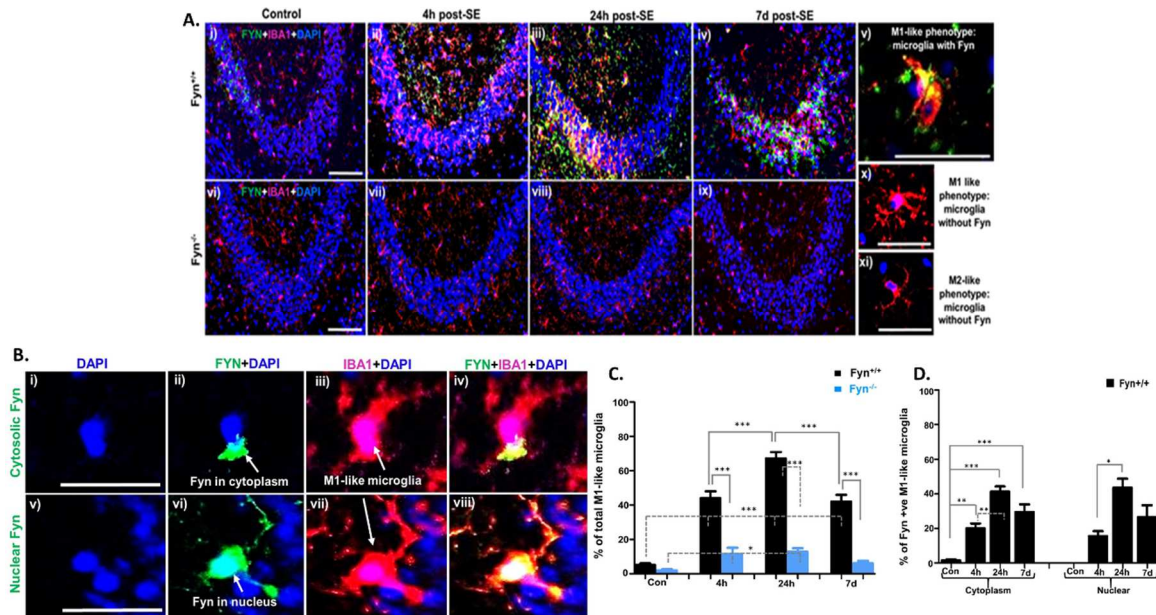 A.
Control 4h post-SE 24h post-SE 7d post-SE
Fyn+/+
i) ii) iii) iv) v)
FYN+IBA1+DAPI
M1-like phenotype:
microglia with Fyn
Fyn-/-
vi) vii) viii) ix) x)
FYN+IBA1+DAPI
M1 like
phenotype:
microglia
without Fyn
xi)
M2-like
phenotype:
microglia
without Fyn
B.
DAPI FYN+DAPI IBA1+DAPI FYN+IBA1+DAPI
Cytosolic Fyn
i) ii) iii) iv)
Fyn in cytoplasm
M1-like microglia
Nuclear Fyn
v) vi) vii) viii)
Fyn in nucleus
C.
Fyn+/+
Fyn-/-
% of total M1-like microglia
100
80
60
40
20
0
*** ***
*** *** ***
***
*
Con 4h 24h 7d
D.
Fyn+/+
% of Fyn +ve M1-like microglia
100
80
60
40
20
0
***
***
** **
*
Con 4h 24h 7d Con 4h 24h 7d
Cytoplasm Nuclear